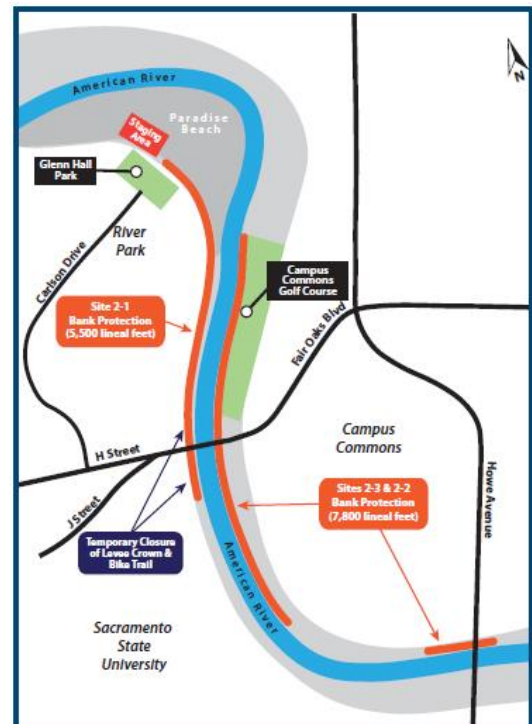 American River
Paradise
Beach
Staging
Area
Glenn Hall
Park
River
Park
Carlson Drive
Campus
Commons
Golf Course
Site 2-1
Bank Protection
(5,500 lineal feet)
Fair Oaks Blvd
H Street
Campus
Commons
Howe Avenue
J Street
Sites 2-3 & 2-2
Bank Protection
(7,800 lineal feet)
Temporary Closure
of Levee Crown &
Bike Trail
American River
Sacramento
State
University
N